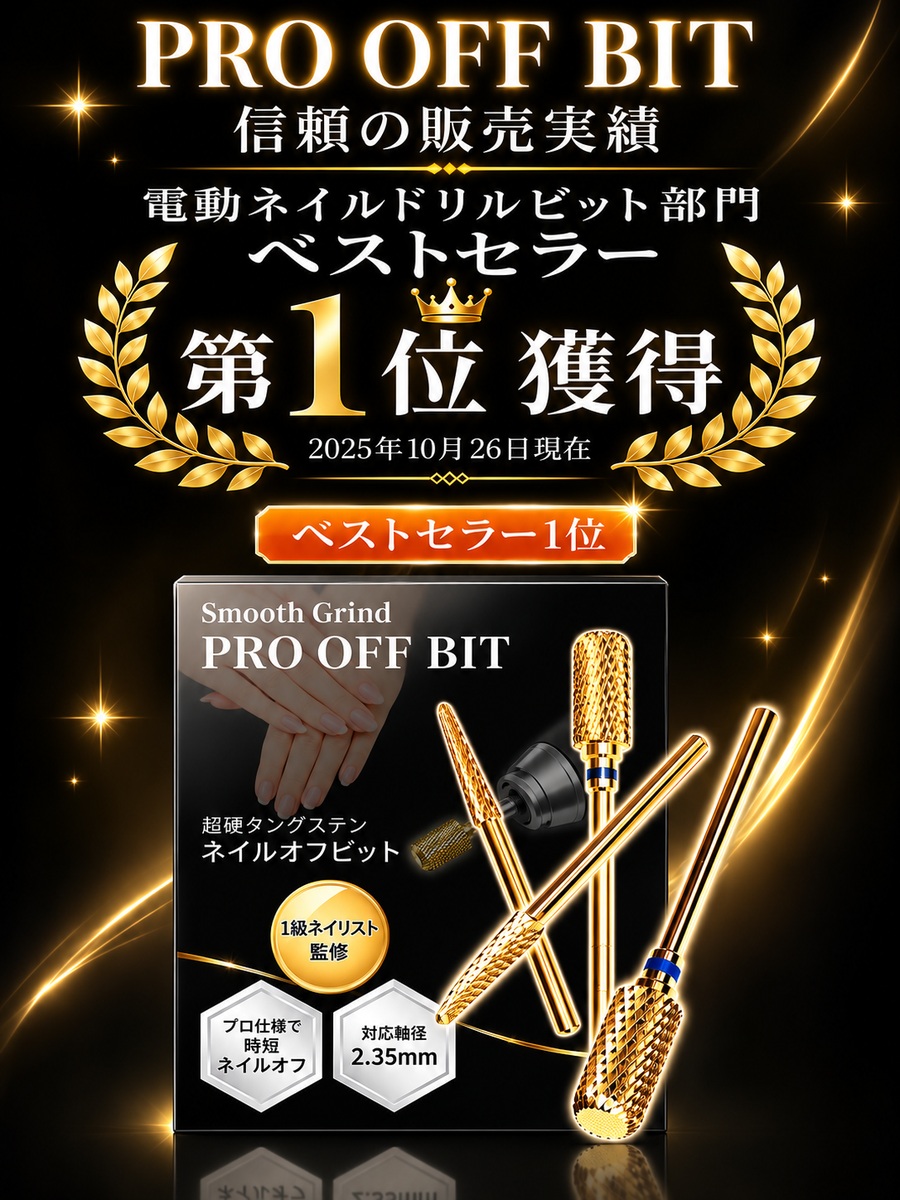 PRO OFF BIT
信頼の販売実績
電動ネイルドリルビット部門
ベストセラー
第1位 獲得
2025年10月26日現在
ベストセラー1位
Smooth Grind
PRO OFF BIT
超硬タングステン
ネイルオフビット
1級ネイリスト
監修
プロ仕様で
時短
ネイルオフ
対応軸径
2.35mm